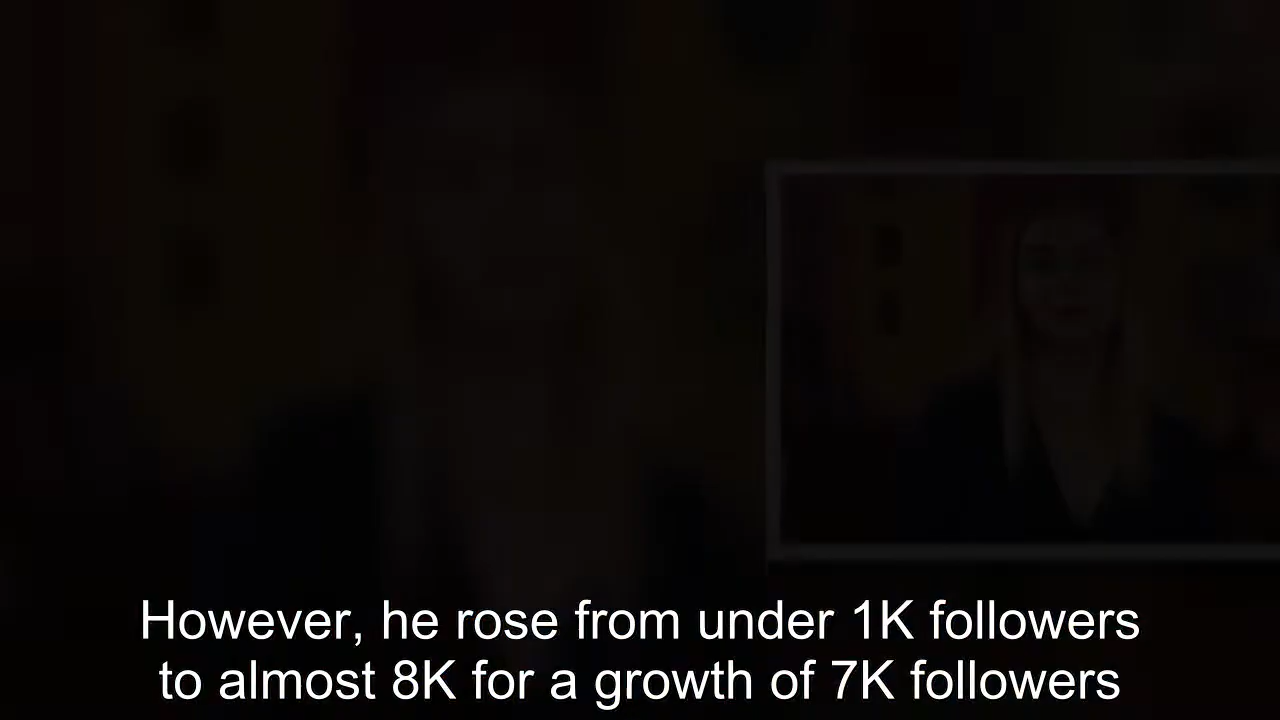 However, he rose from under 1K followers
to almost 8K for a growth of 7K followers